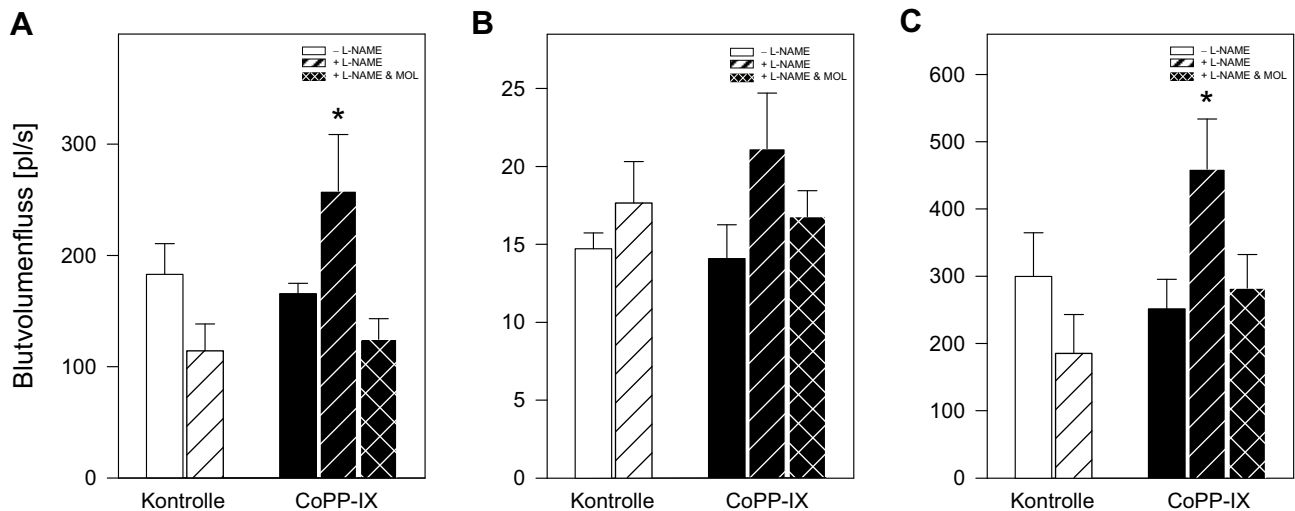 A
Blutvolumenfluss [pl/s]
300
200
100
0
– L-NAME
+ L-NAME
+ L-NAME & MOL
*
Kontrolle
CoPP-IX
B
25
20
15
10
5
0
– L-NAME
+ L-NAME
+ L-NAME & MOL
Kontrolle
CoPP-IX
C
600
500
400
300
200
100
0
– L-NAME
+ L-NAME
+ L-NAME & MOL
*
Kontrolle
CoPP-IX